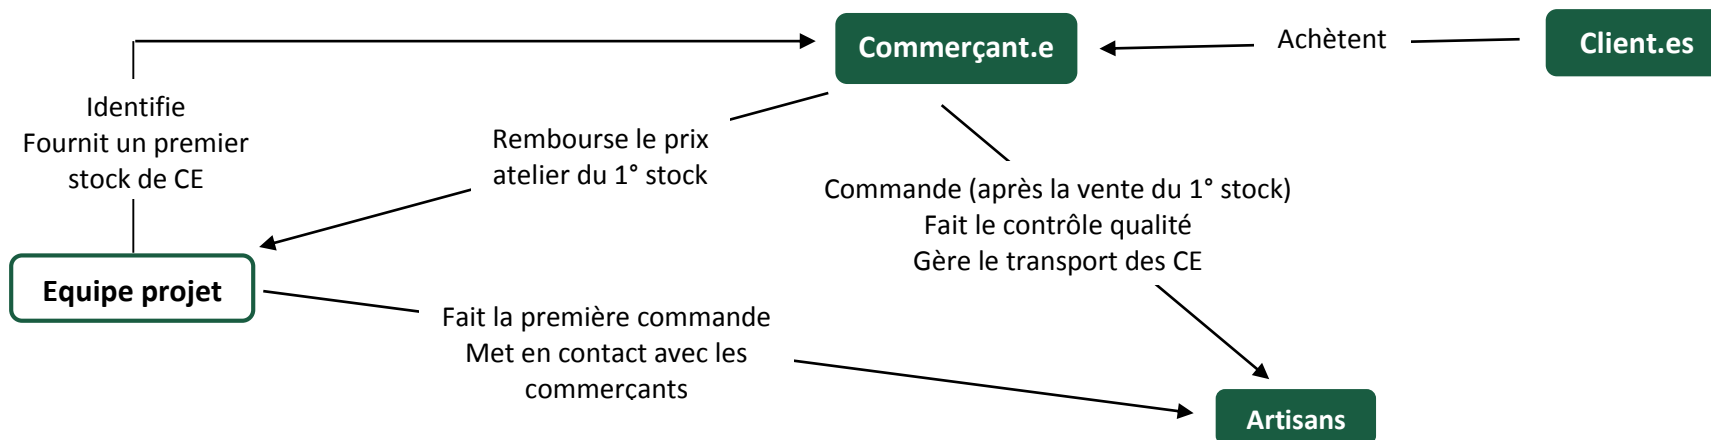 Commerçant.e
Achètent
Client.es
Identifie
Fournit un premier
stock de CE
Rembourse le prix
atelier du 1° stock
Commande (après la vente du 1° stock)
Fait le contrôle qualité
Gère le transport des CE
Equipe projet
Fait la première commande
Met en contact avec les
commerçants
Artisans